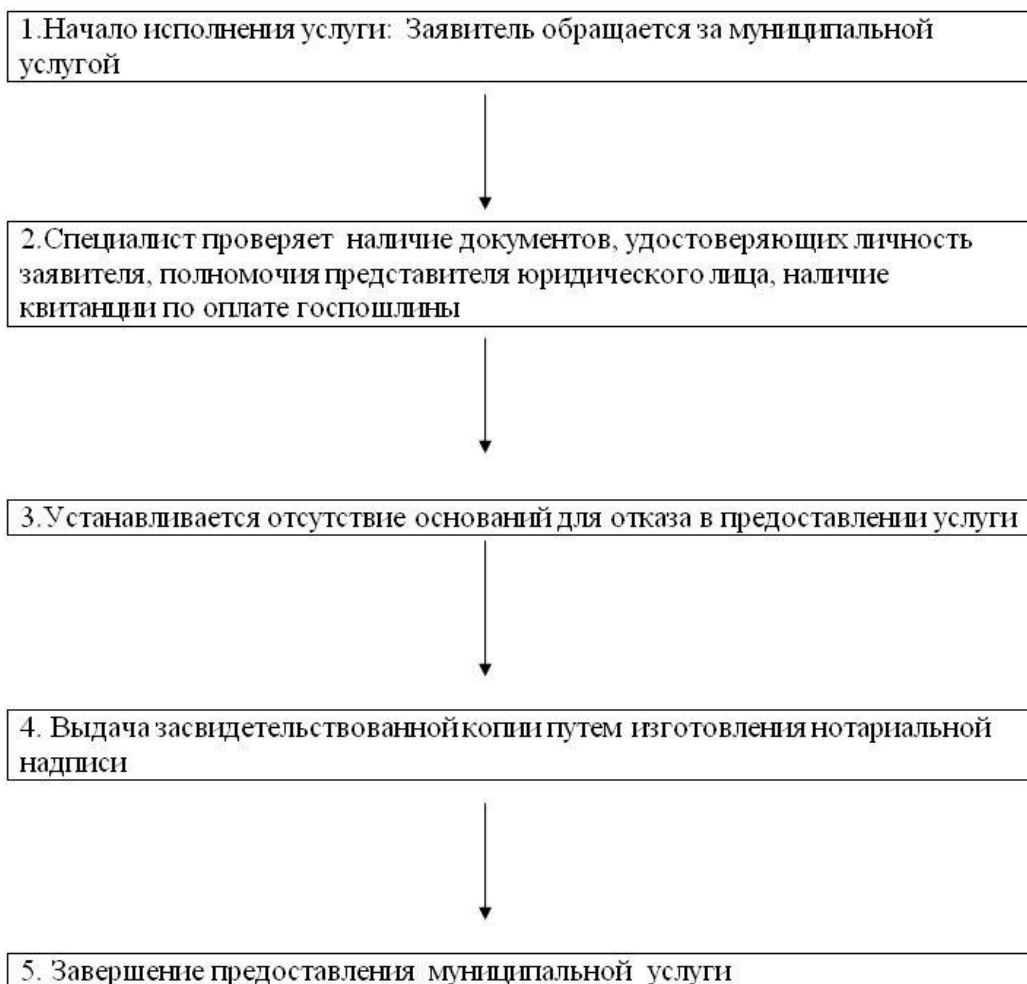 1.Начало исполнения услуги: Заявитель обращается за муниципальной
услугой
2.Специалист проверяет наличие документов, удостоверяющих личность
заявителя, полномочия представителя юридического лица, наличие
квитанции по оплате госпошлины
3.Устанавливается отсутствие оснований для отказа в предоставлении услуги
4. Выдача засвидетельствованной копии путем изготовления нотариальной
надписи
5. Завершение предоставления муниципальной услуги